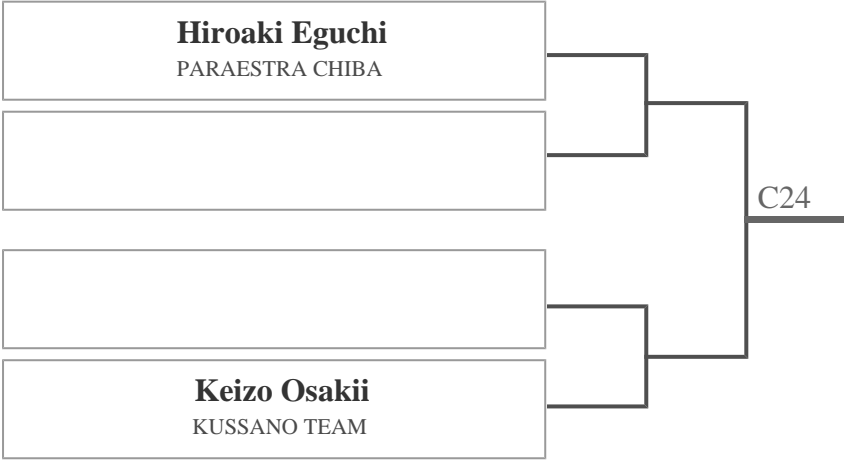 Hiroaki Eguchi
PARAESTRA CHIBA
C24
Keizo Osakii
KUSSANO TEAM